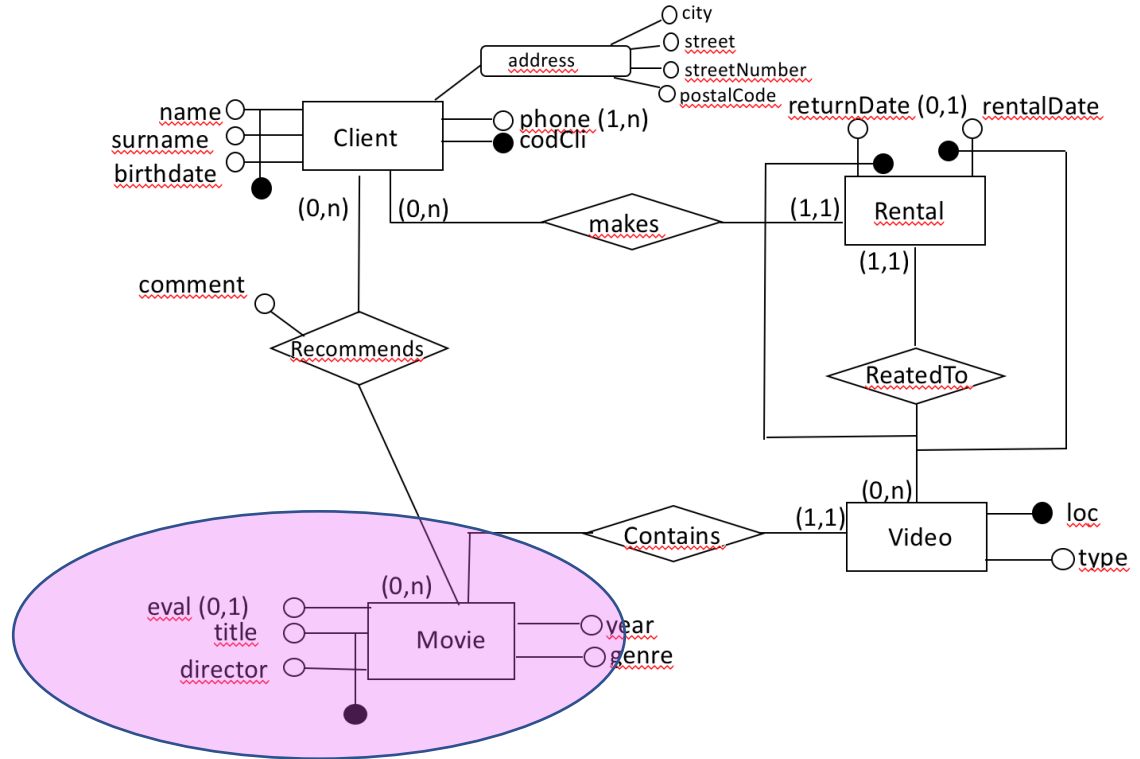 city
street
address
streetNumber
postalCode
returnDate (0,1) rentalDate
name
phone (1,n)
surname
Client
codCli
birthdate
(0,n)
(0,n)
makes
(1,1)
Rental
(1,1)
comment
Recommends
ReatedTo
(0,n)
(1,1)
loc
Contains
Video
type
(0,n)
eval (0,1)
title
Movie
year
director
genre